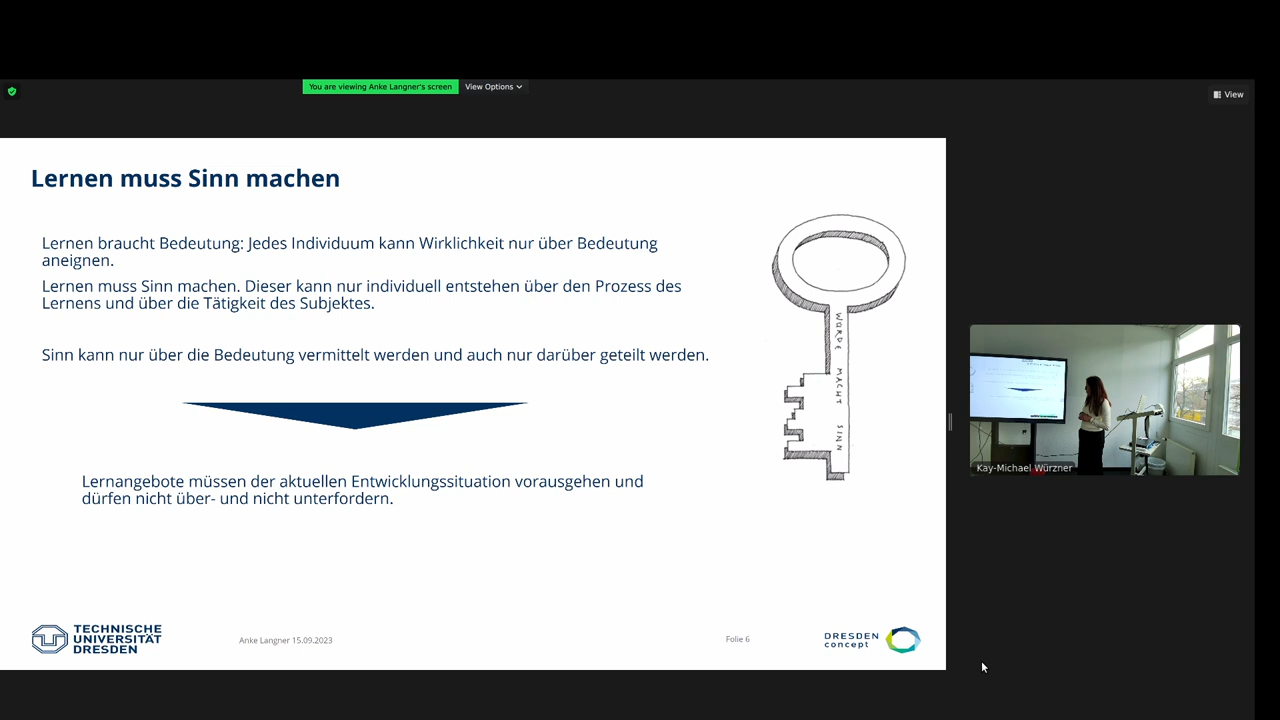 You are viewing Anke Langner's screen
View Options
View
Lernen muss Sinn machen
Lernen braucht Bedeutung: Jedes Individuum kann Wirklichkeit nur über Bedeutung
aneignen.
Lernen muss Sinn machen. Dieser kann nur individuell entstehen über den Prozess des
Lernens und über die Tätigkeit des Subjektes.
Sinn kann nur über die Bedeutung vermittelt werden und auch nur darüber geteilt werden.
Lernangebote müssen der aktuellen Entwicklungssituation vorausgehen und
dürfen nicht über- und nicht unterfordern.
WÜRDE MACHT SINN
Kay-Michael Würzner
TECHNISCHE
UNIVERSITÄT
DRESDEN
Anke Langner 15.09.2023
Folie 6
DRESDEN
concept